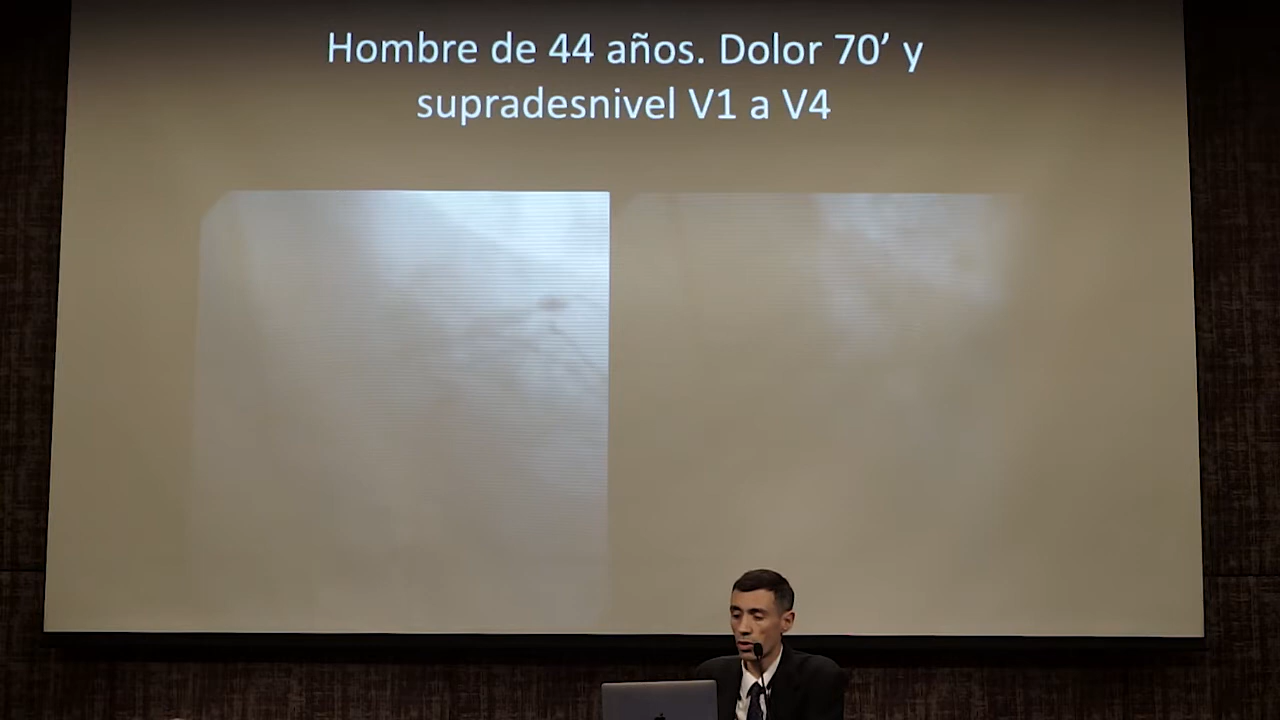 Hombre de 44 años. Dolor 70’ y
supradesnivel V1 a V4